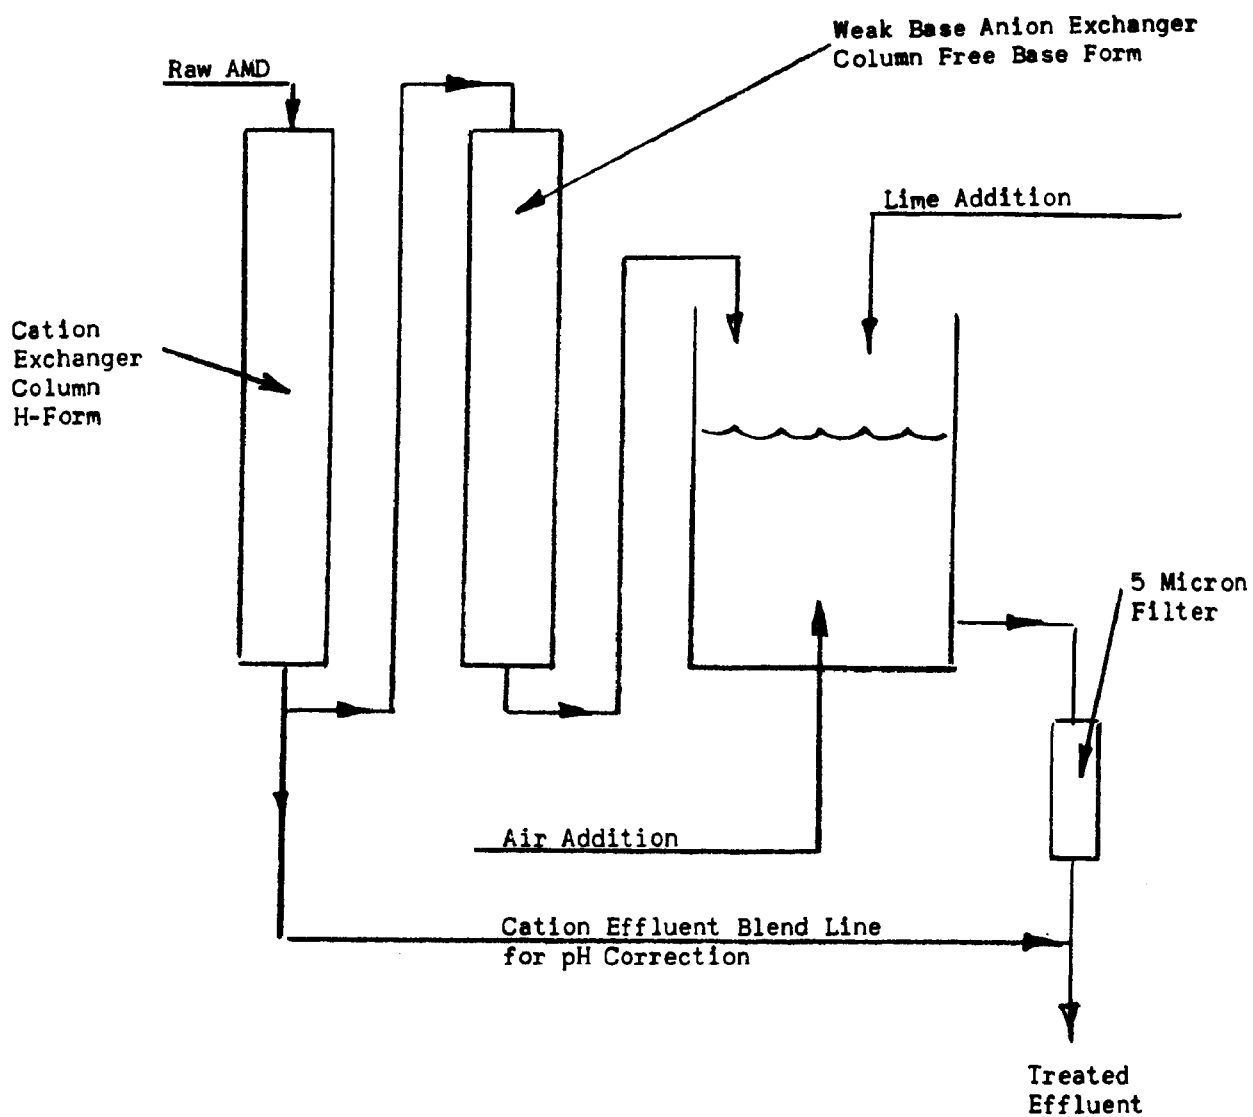 Weak Base Anion Exchanger
Column Free Base Form
Raw AMD
Lime Addition
Cation
Exchanger
Column
H-Form
5 Micron
Filter
Air Addition
Cation Effluent Blend Line
for pH Correction
Treated
Effluent